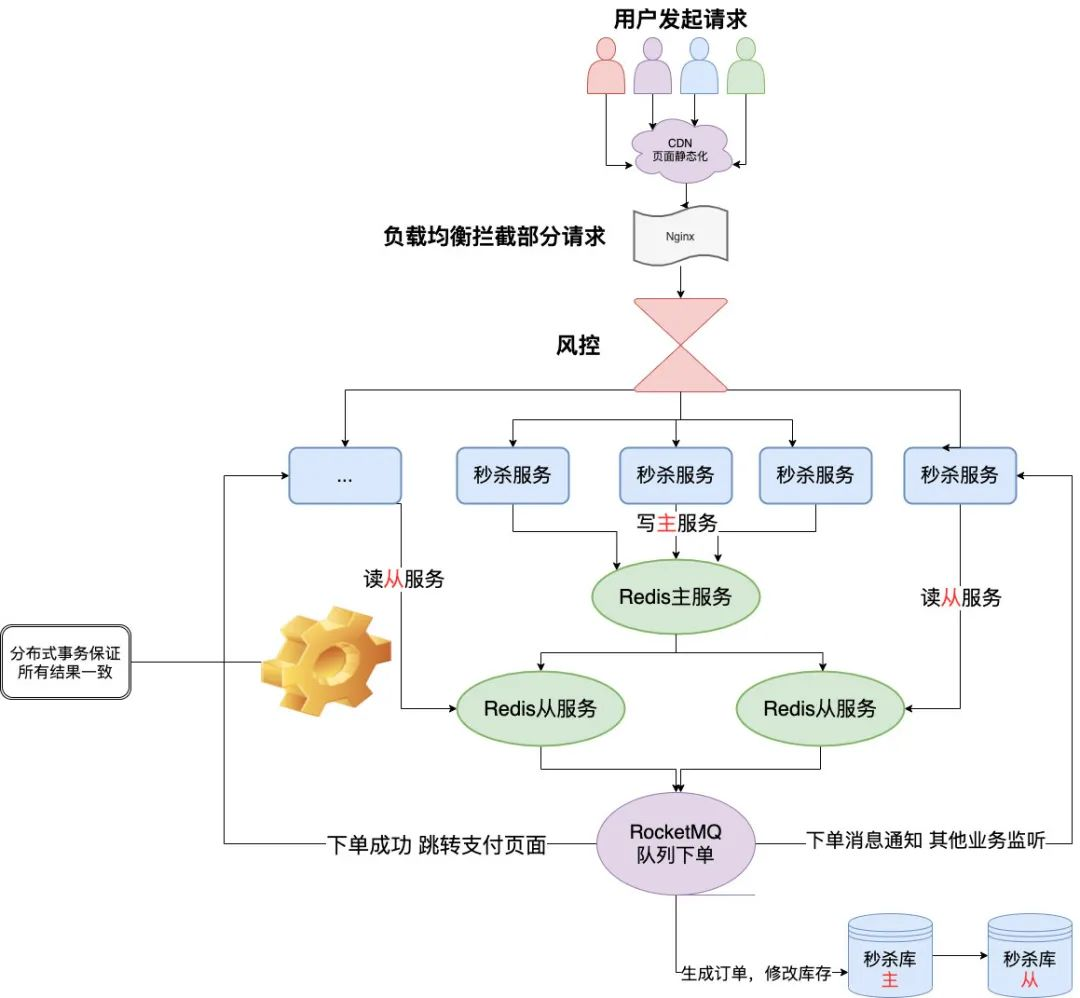 用户发起请求
CDN
页面静态化
负载均衡拦截部分请求
Nginx
风控
...
秒杀服务
秒杀服务
秒杀服务
秒杀服务
写主服务
读从服务
Redis主服务
读从服务
分布式事务保证
所有结果一致
Redis从服务
Redis从服务
下单成功 跳转支付页面
RocketMQ
队列下单
下单消息通知 其他业务监听
生成订单，修改库存
秒杀库
主
秒杀库
从